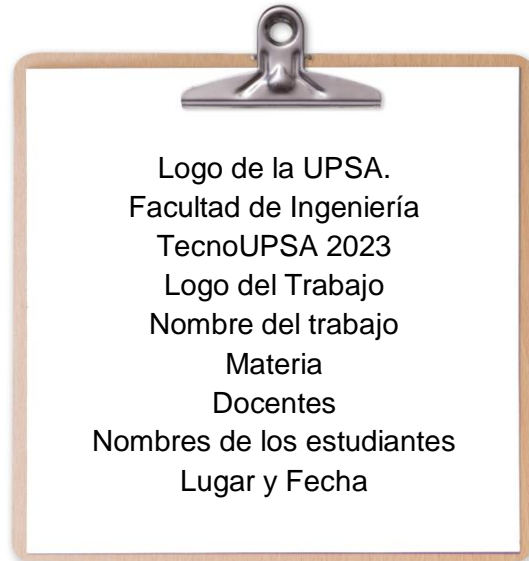 Logo de la UPSA.
Facultad de Ingeniería
TecnoUPSA 2023
Logo del Trabajo
Nombre del trabajo
Materia
Docentes
Nombres de los estudiantes
Lugar y Fecha